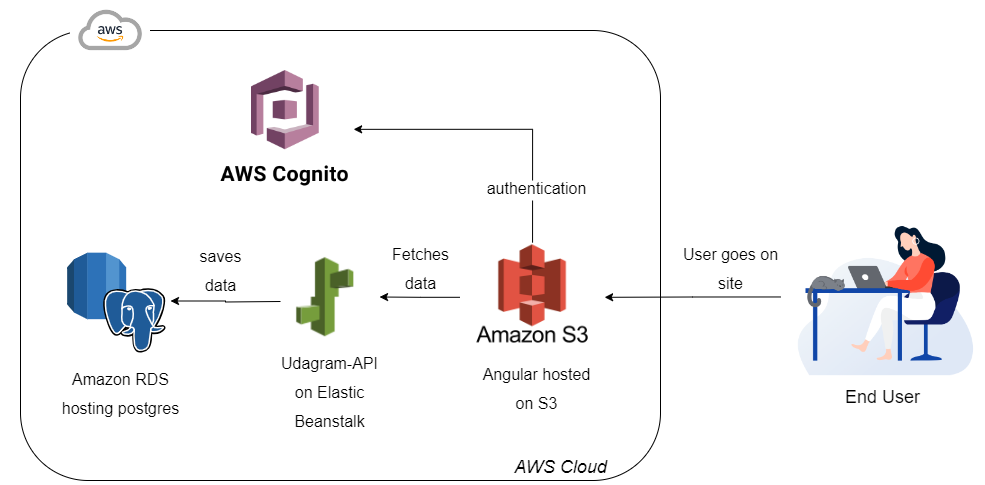 aws
AWS Cognito
authentication
saves
data
Fetches
data
User goes on
site
Amazon S3
Amazon RDS
hosting postgres
Udagram-API
on Elastic
Beanstalk
Angular hosted
on S3
End User
AWS Cloud